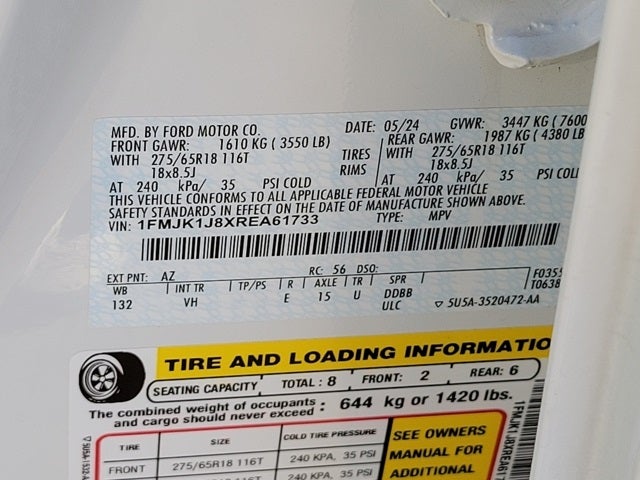 MFD. BY FORD MOTOR CO. DATE: 05/24 GVWR: 3447 KG (7600
FRONT GAWR: 1610 KG (3550 LB) REAR GAWR: 1987 KG (4380 LB
WITH 275/65R18 116T TIRES WITH 275/65R18 116T
18x8.5J RIMS 18x8.5J
AT 240 kPa/ 35 PSI COLD AT 240 kPa/ 35 PSI COL
THIS VEHICLE CONFORMS TO ALL APPLICABLE FEDERAL MOTOR VEHICLE
SAFETY STANDARDS IN EFFECT ON THE DATE OF MANUFACTURE SHOWN ABOVE.
VIN: 1FMJK1J8XREA61733 TYPE: MPV
EXT PNT: AZ RC: 56 DSO: F035
WB INT TR TP/PS R AXLE TR SPR T0638
132 VH E 15 U DDBB
ULC ▽ 5U5A-3520472-AA
TIRE AND LOADING INFORMATIO
SEATING CAPACITY TOTAL: 8 FRONT: 2 REAR: 6
The combined weight of occupants and cargo should never exceed: 644 kg or 1420 lbs.
TIRE SIZE COLD TIRE PRESSURE SEE OWNERS
MANUAL FOR
FRONT 275/65R18 116T 240 KPA, 35 PSI ADDITIONAL
1FMJK1J8XREA617